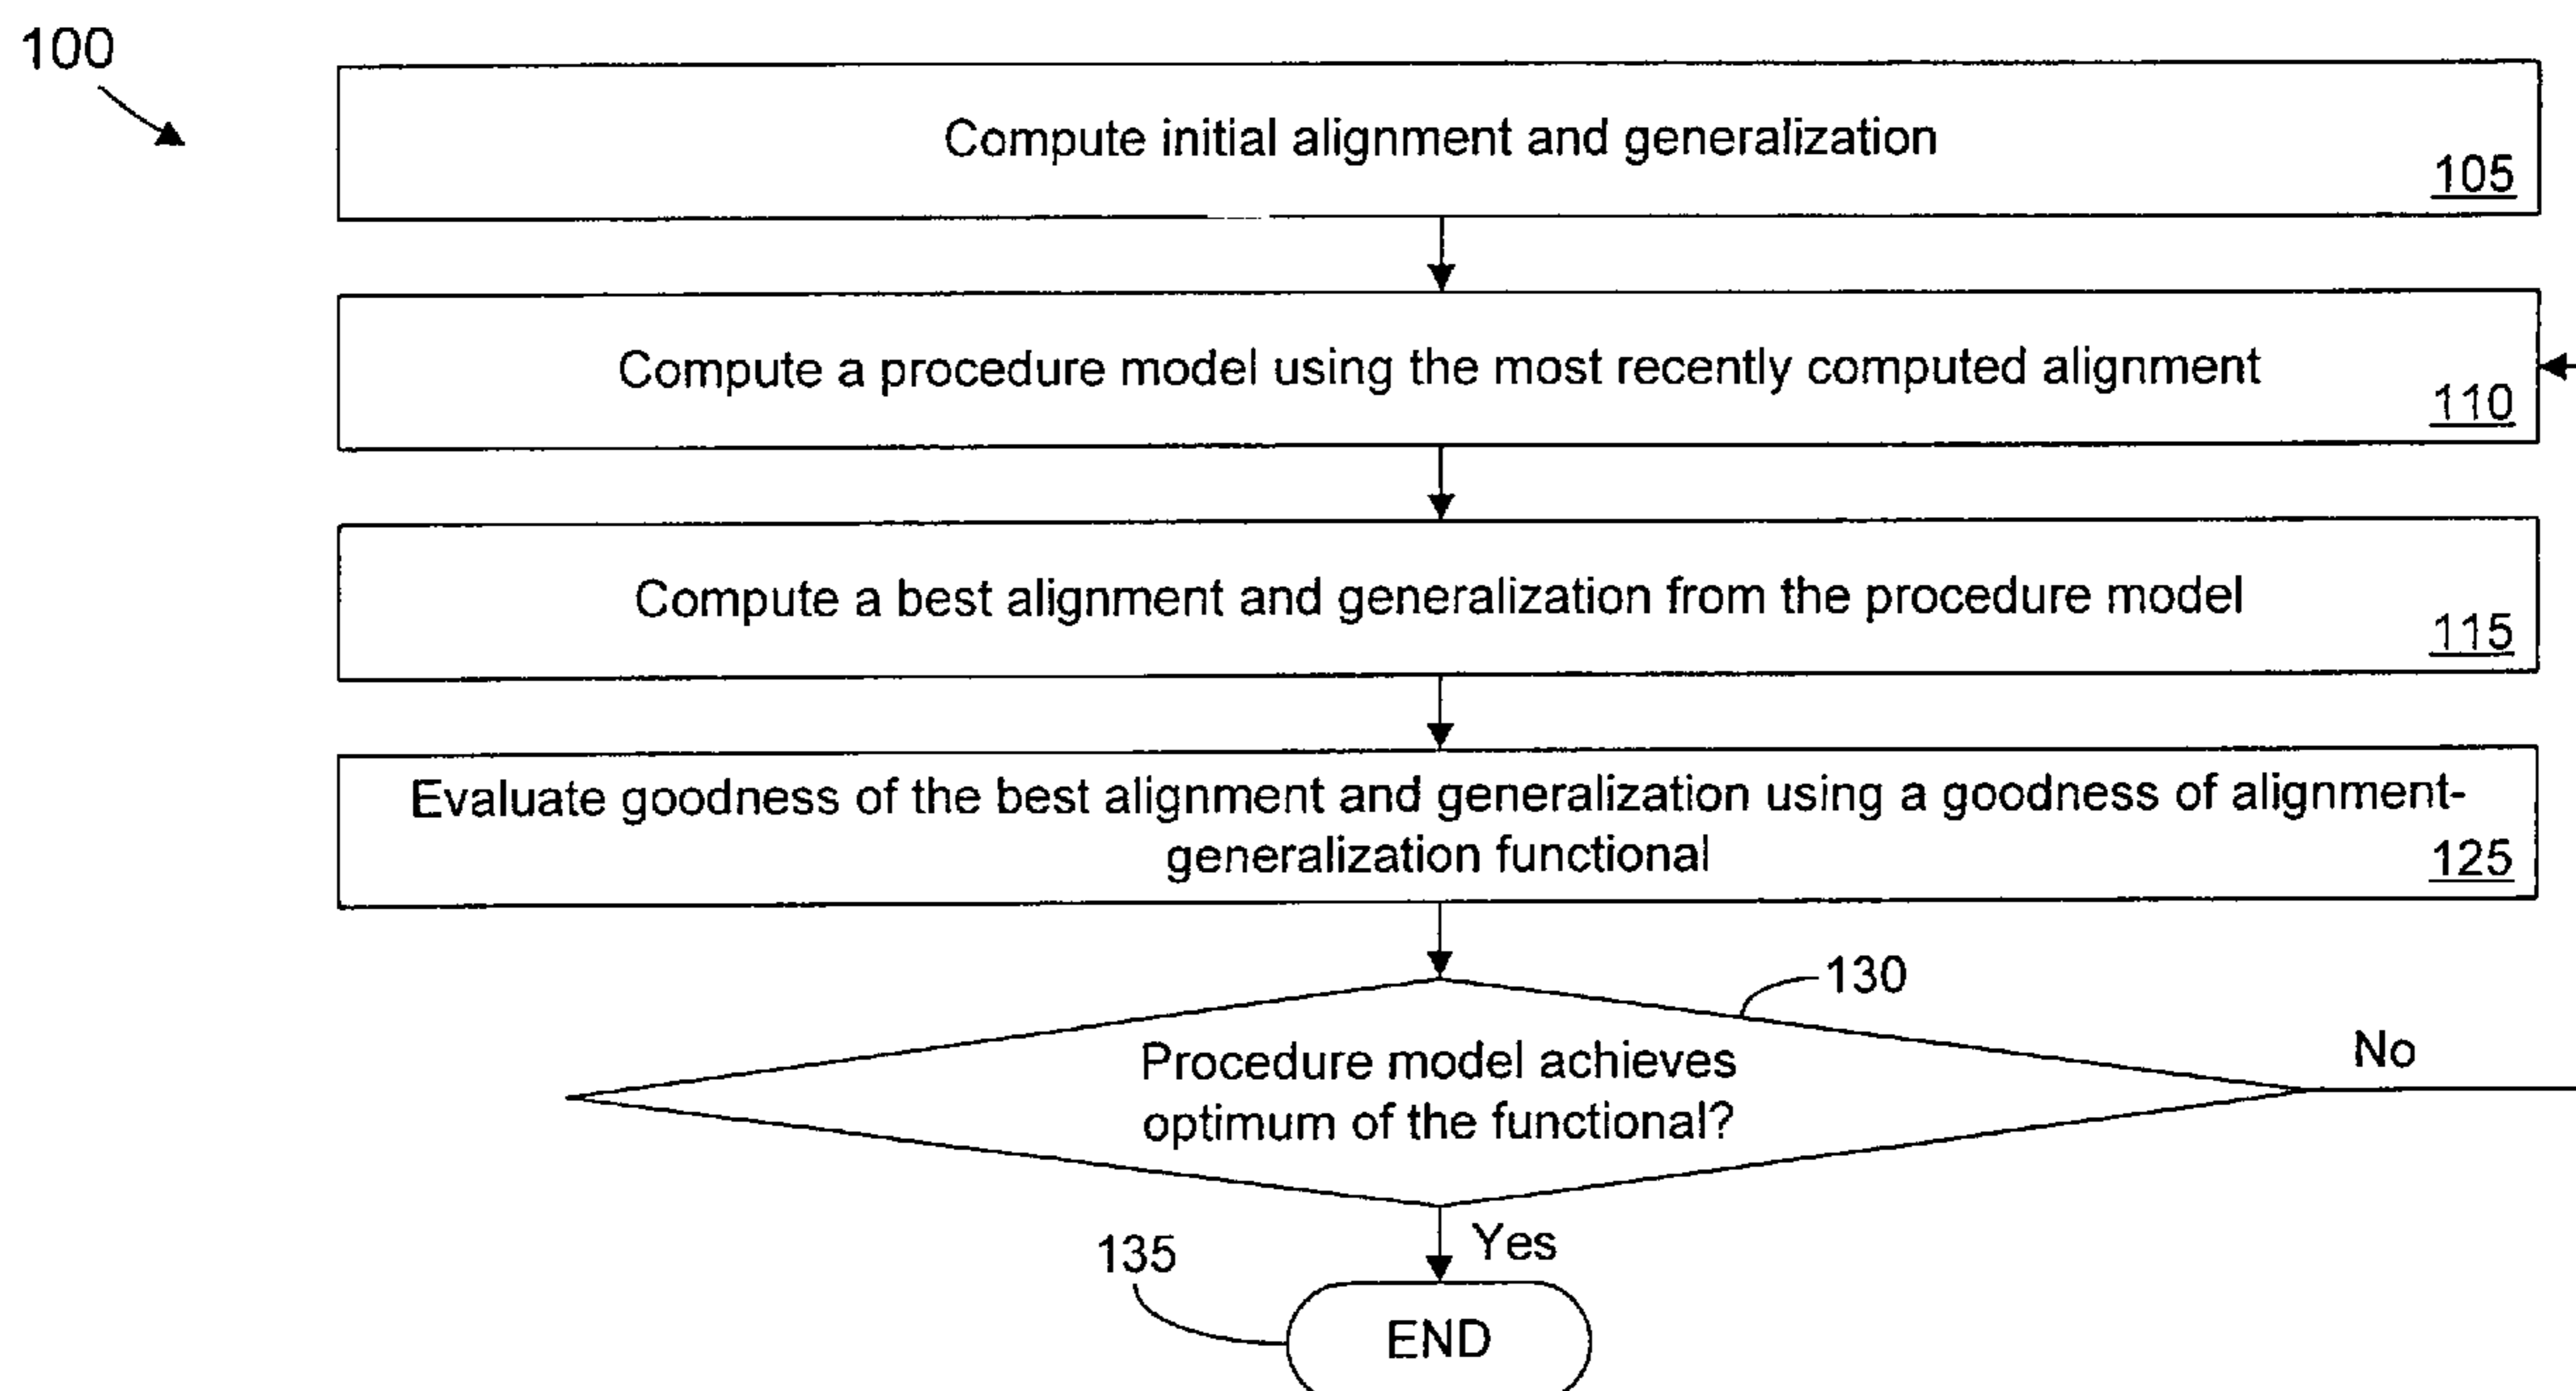 100
Compute initial alignment and generalization
105
Compute a procedure model using the most recently computed alignment
110
Compute a best alignment and generalization from the procedure model
115
Evaluate goodness of the best alignment and generalization using a goodness of alignment-
generalization functional
125
130
Procedure model achieves
optimum of the functional?
No
Yes
135
END